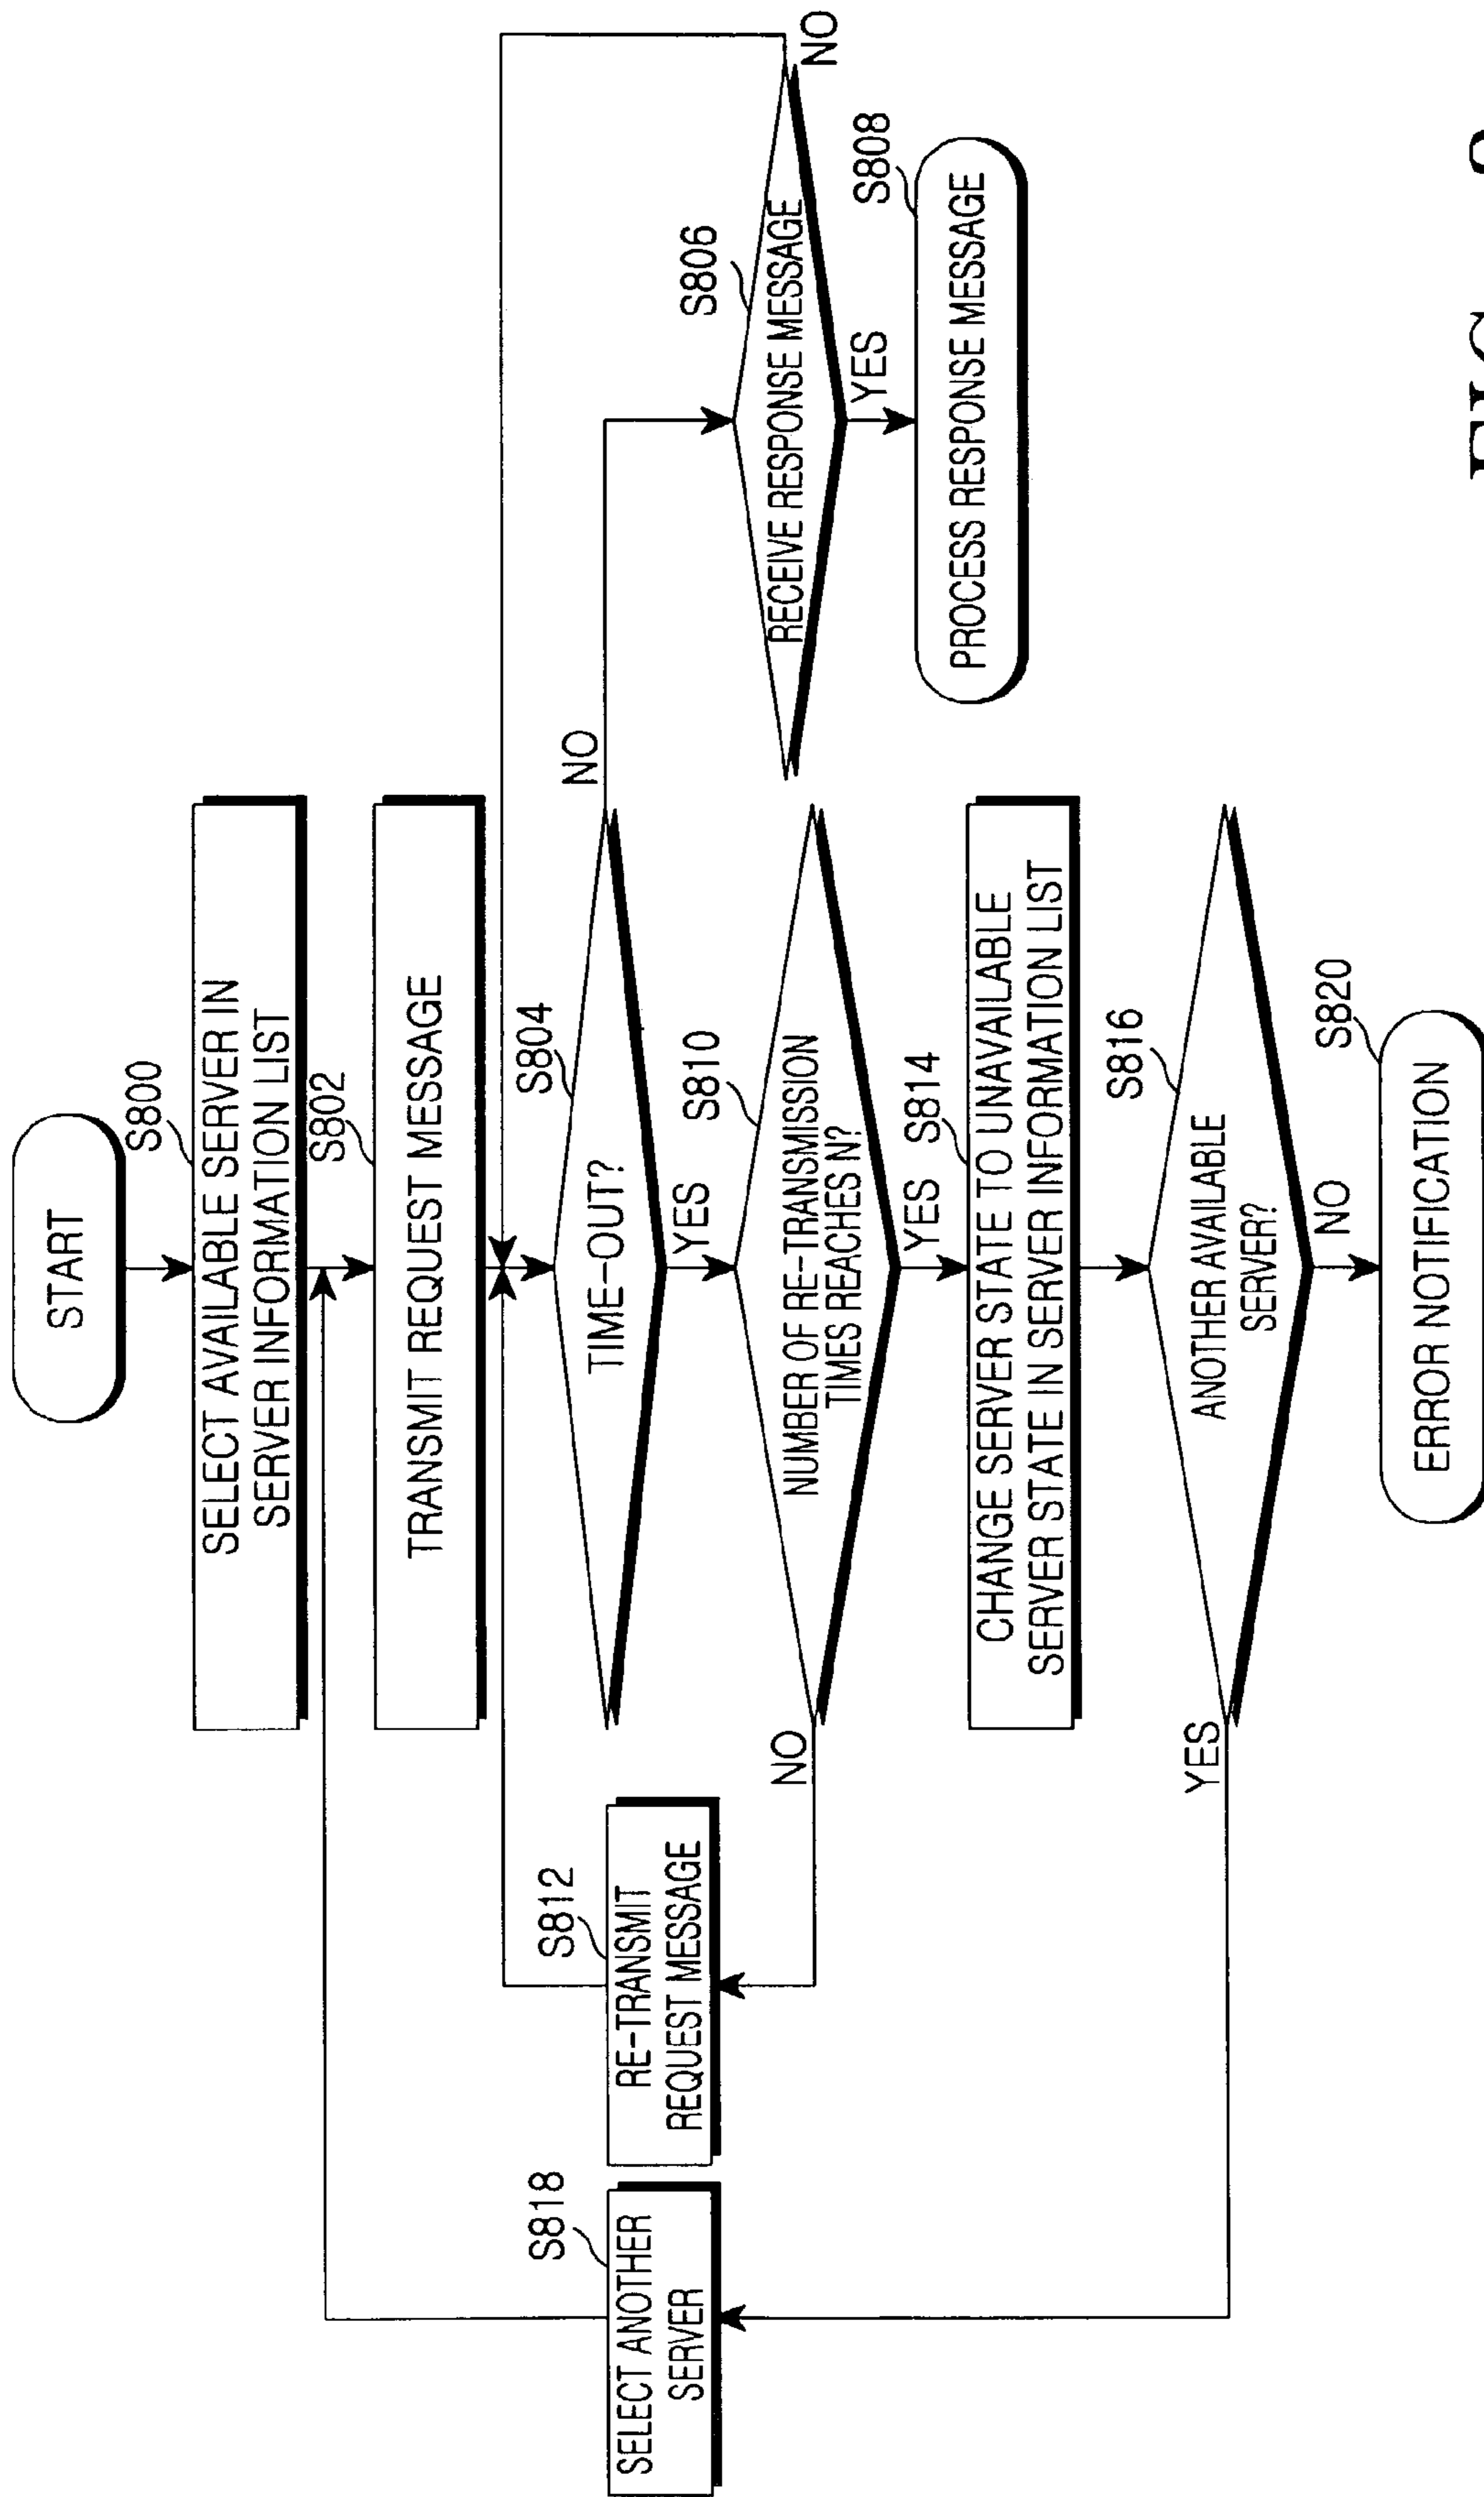 START
S800
SELECT AVAILABLE SERVER IN
SERVER INFORMATION LIST
S802
TRANSMIT REQUEST MESSAGE
S804
TIME-OUT?
NO
YES
S806
RECEIVE RESPONSE MESSAGE
NO
YES
S808
PROCESS RESPONSE MESSAGE
S810
NUMBER OF RE-TRANSMISSION
TIMES REACHES N?
NO
YES
S812
RE-TRANSMIT
REQUEST MESSAGE
S814
CHANGE SERVER STATE TO UNAVAILABLE
SERVER STATE IN SERVER INFORMATION LIST
S816
ANOTHER AVAILABLE
SERVER?
YES
NO
S818
SELECT ANOTHER
SERVER
S820
ERROR NOTIFICATION